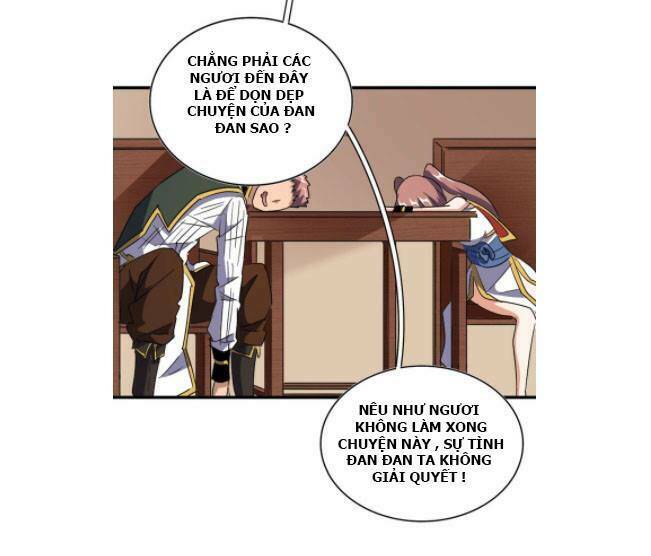 CHẲNG PHẢI CÁC
NGƯƠI ĐẾN ĐÂY
LÀ ĐỂ DỌN DẸP
CHUYỆN CỦA ĐAN
ĐAN SAO ?
NÊU NHƯ NGƯƠI
KHÔNG LÀM XONG
CHUYỆN NÀY , SỰ TÌNH
ĐAN ĐAN TA KHÔNG
GIẢI QUYẾT !